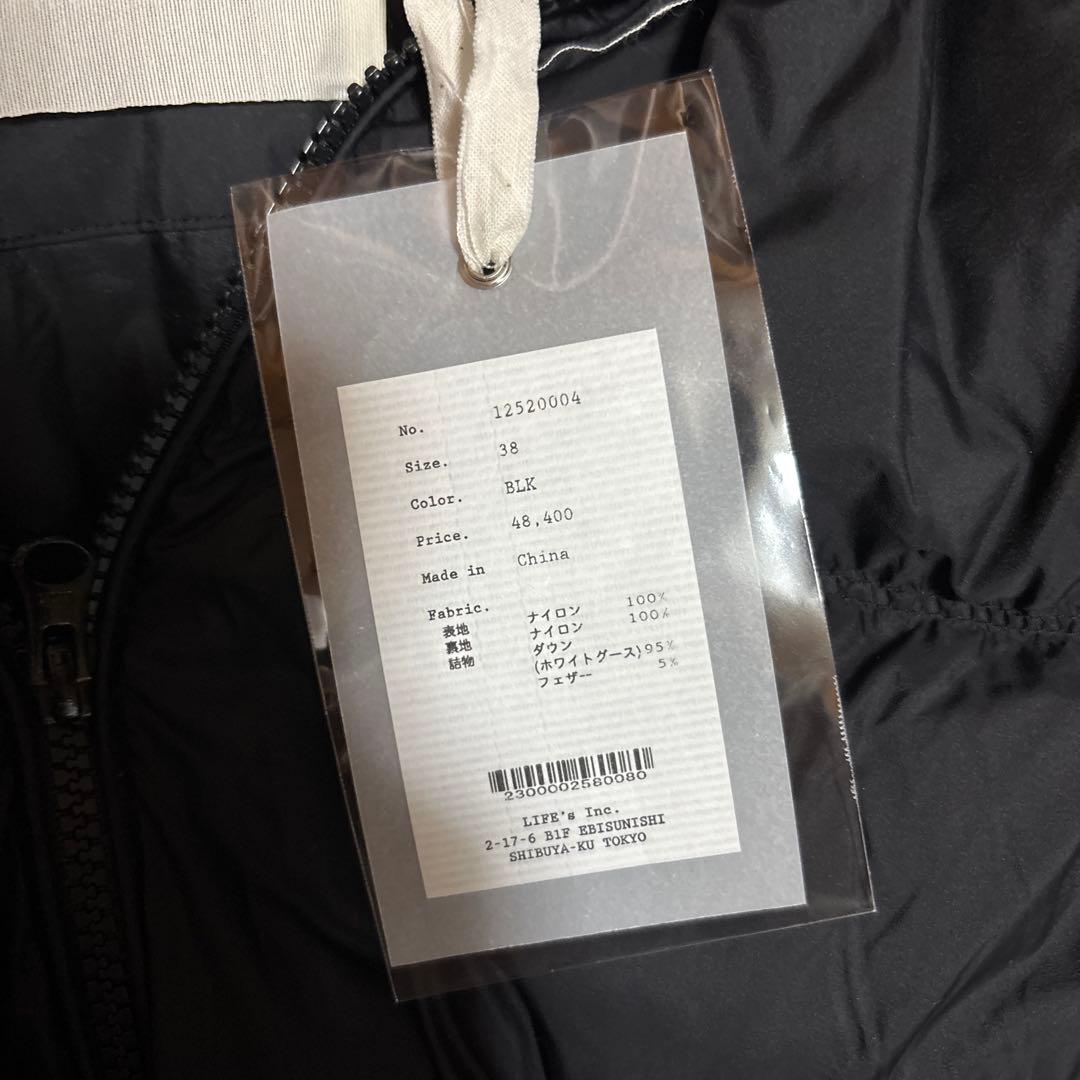 No. 12520004
Size. 38
Color. BLK
Price. 48,400
Made in China
Fabric.
表地 ナイロン 100%
裏地 ナイロン 100%
詰物 ダウン
(ホワイトグース)95%
フェザー 5%
2300002580080
LIFE's Inc.
2-17-6 B1F EBISUNISHI
SHIBUYA-KU TOKYO